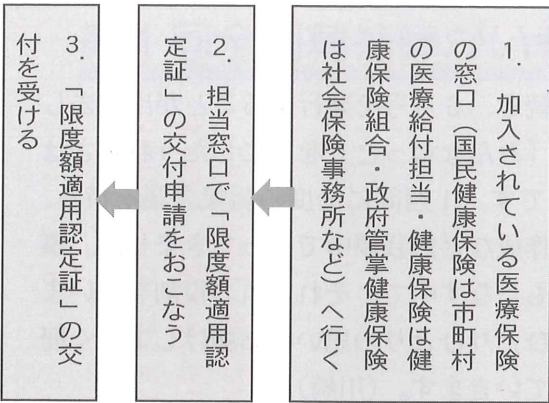 1. 加入されている医療保険
の窓口（国民健康保険は市町村
の医療給付担当・健康保険は健
康保険組合・政府管掌健康保険
は社会保険事務所など）へ行く
2. 担当窓口で「限度額適用認
定証」の交付申請をおこなう
3. 「限度額適用認定証」の交
付を受ける